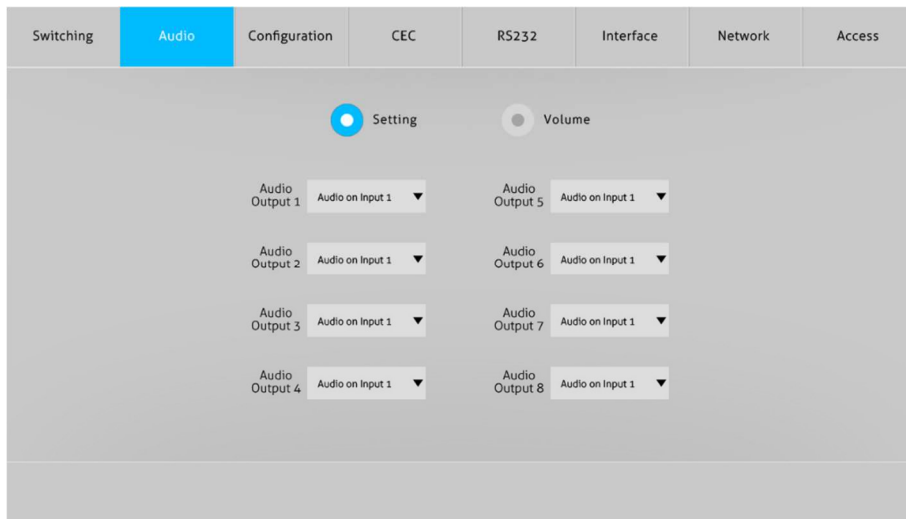 Switching Audio Configuration CEC RS232 Interface Network Access
Setting Volume
Audio
Output 1 Audio on Input 1
Audio
Output 5 Audio on Input 1
Audio
Output 2 Audio on Input 1
Audio
Output 6 Audio on Input 1
Audio
Output 3 Audio on Input 1
Audio
Output 7 Audio on Input 1
Audio
Output 4 Audio on Input 1
Audio
Output 8 Audio on Input 1